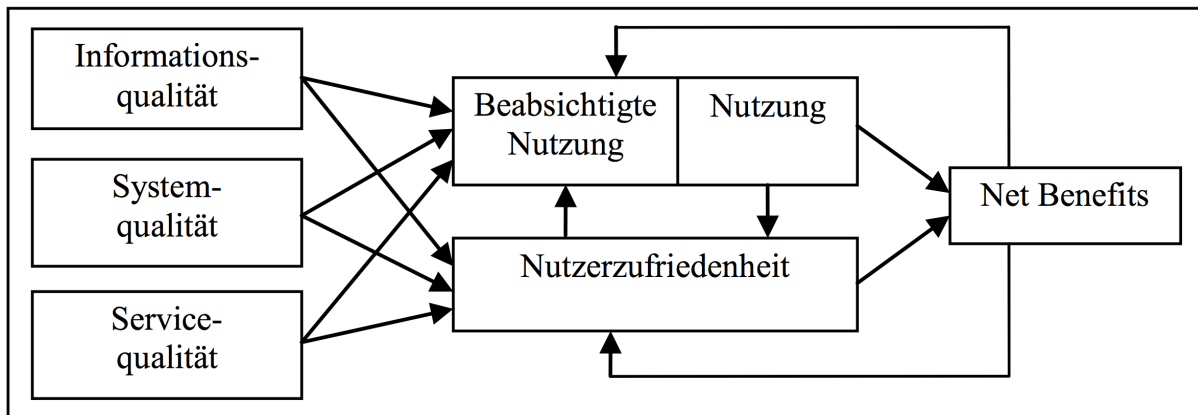 Informations-
qualität
System-
qualität
Service-
qualität
Beabsichtigte
Nutzung
Nutzung
Nutzerzufriedenheit
Net Benefits